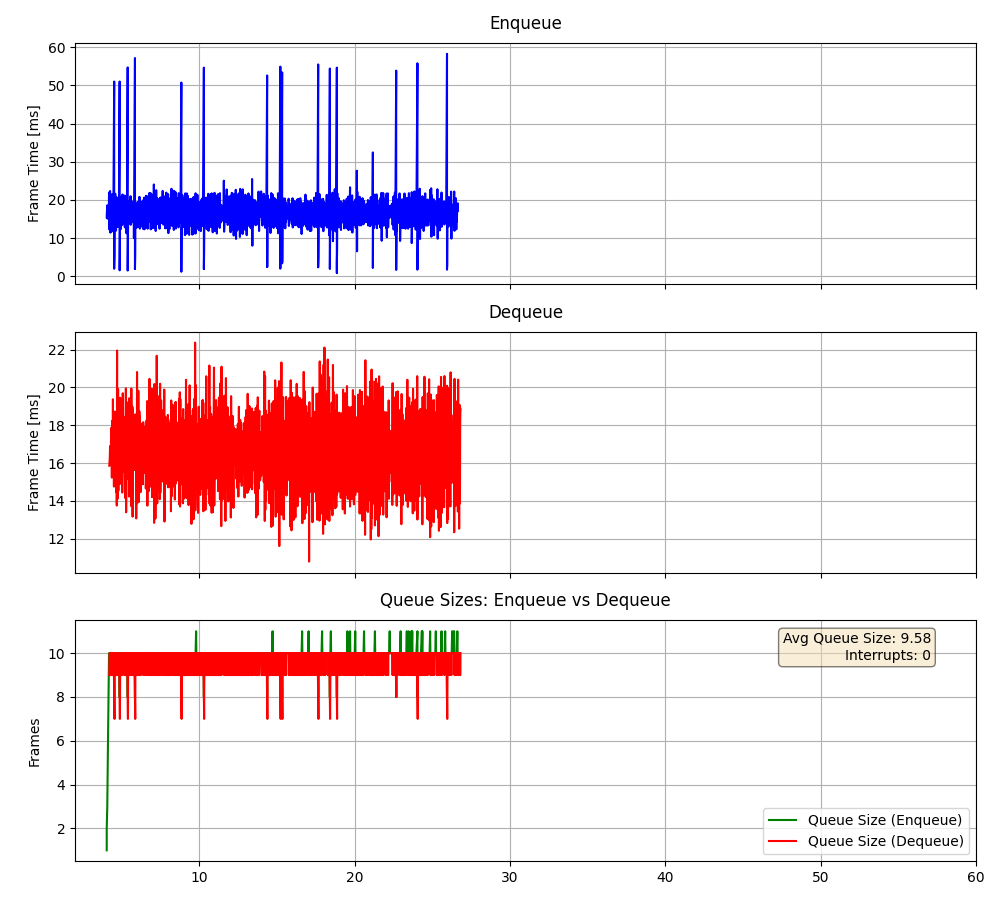 Enqueue
Frame Time [ms]
60
50
40
30
20
10
0
Dequeue
Frame Time [ms]
22
20
18
16
14
12
Queue Sizes: Enqueue vs Dequeue
Frames
10
8
6
4
2
Avg Queue Size: 9.58
Interrupts: 0
Queue Size (Enqueue)
Queue Size (Dequeue)
10 20 30 40 50 60